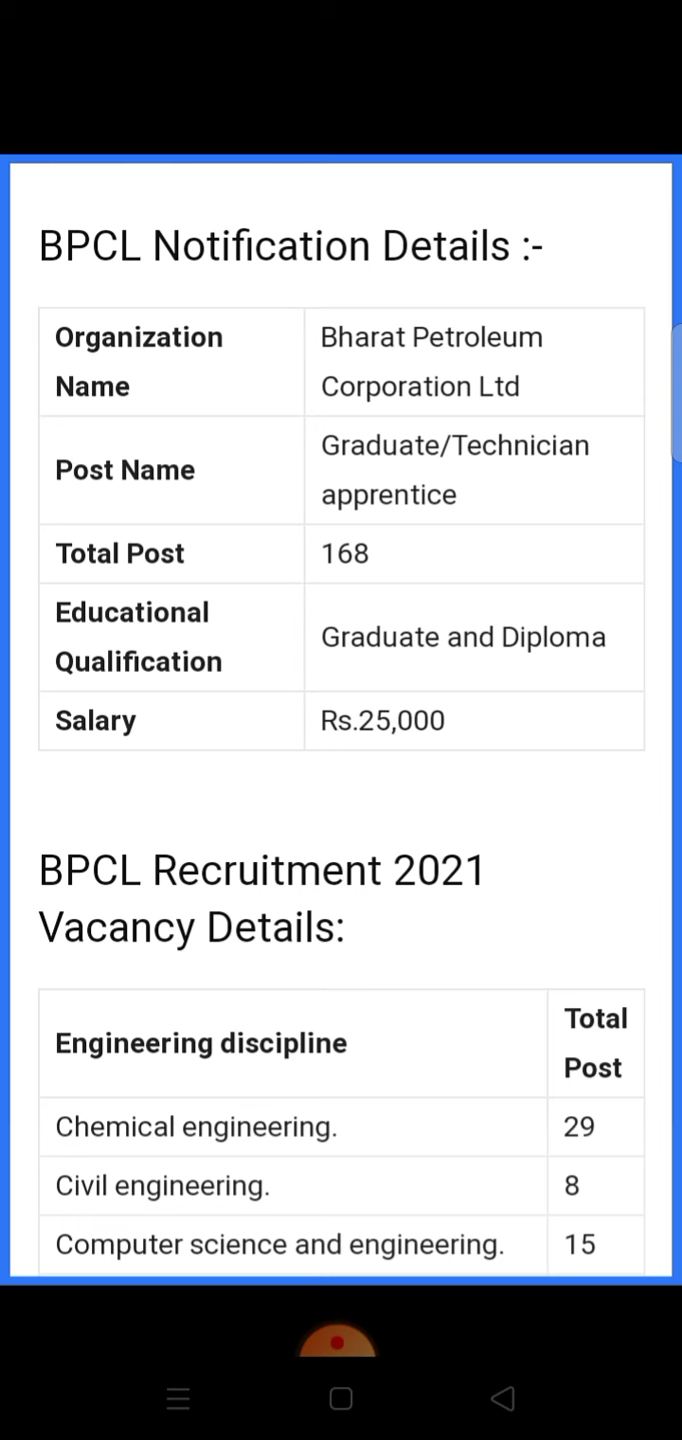 BPCL Notification Details :-
Organization
Name
Bharat Petroleum
Corporation Ltd
Post Name
Graduate/Technician
apprentice
Total Post
168
Educational
Qualification
Graduate and Diploma
Salary
Rs.25,000
BPCL Recruitment 2021
Vacancy Details:
Engineering discipline
Total
Post
Chemical engineering.
29
Civil engineering.
8
Computer science and engineering.
15